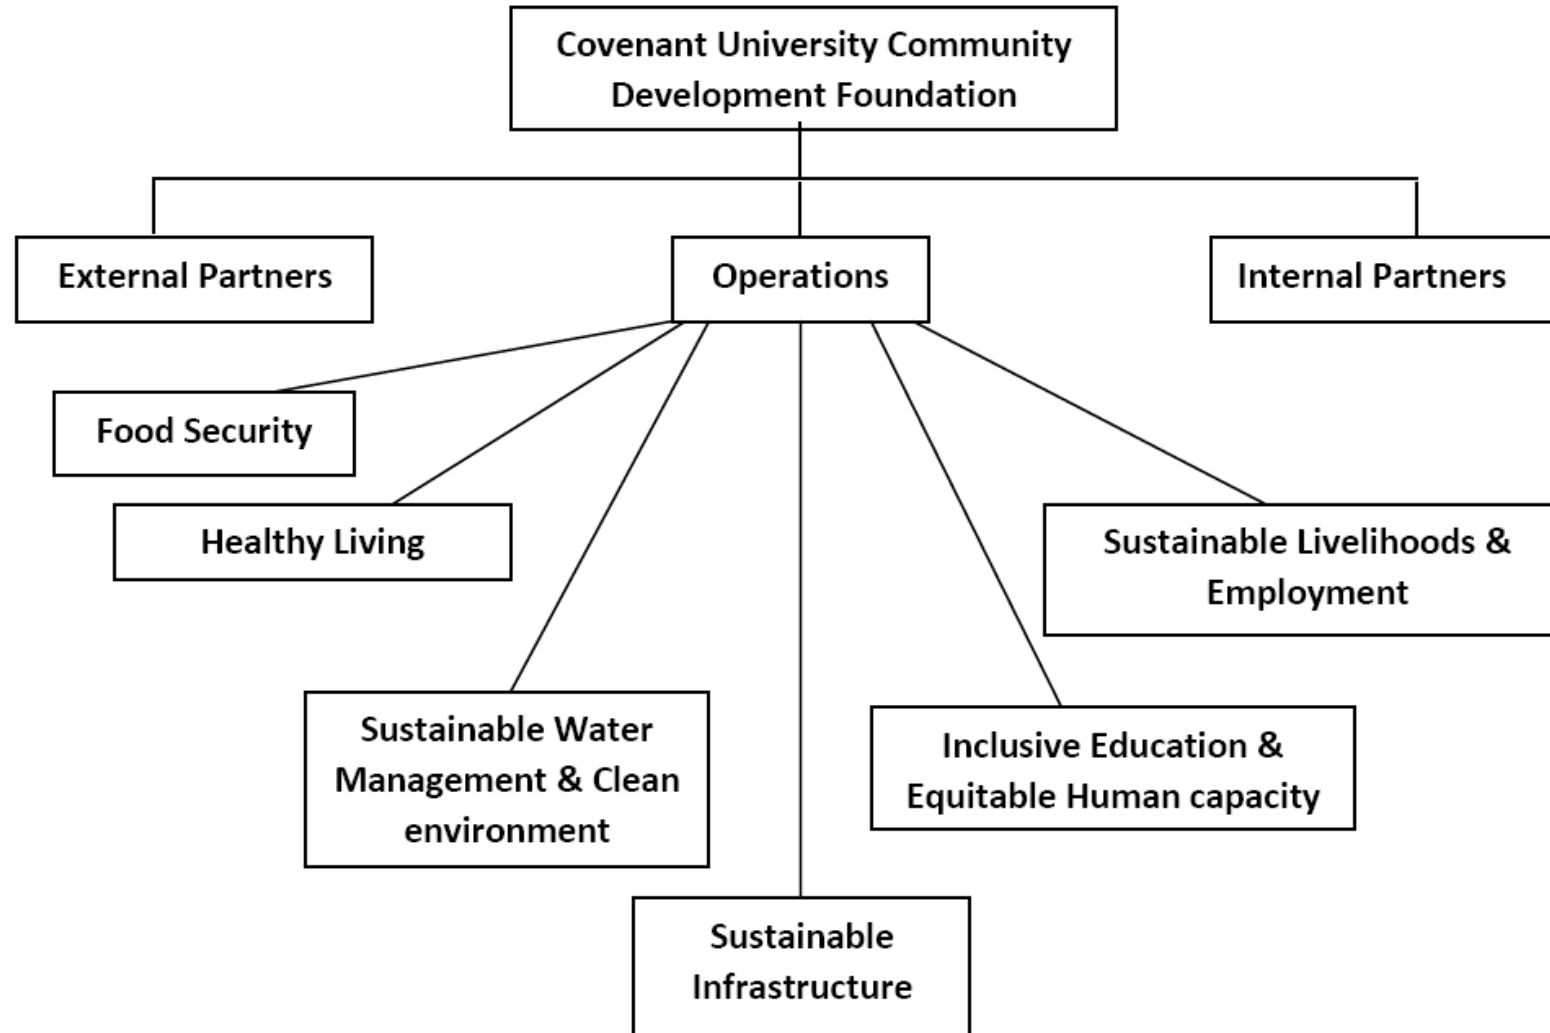 Covenant University Community
Development Foundation
External Partners
Operations
Internal Partners
Food Security
Healthy Living
Sustainable Livelihoods &
Employment
Sustainable Water
Management & Clean
environment
Inclusive Education &
Equitable Human capacity
Sustainable
Infrastructure